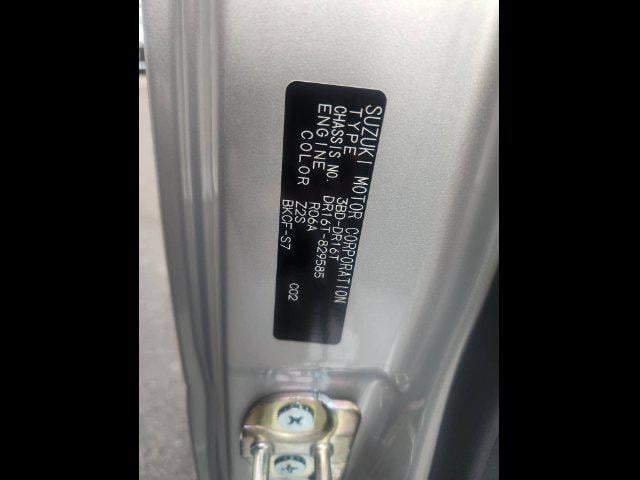 SUZUKI MOTOR CORPORATION
TYPE 3BD-DR16T
CHASSIS NO. DR16T-829585
ENGINE R06A
COLOR Z2S
BKCF-S7 C02